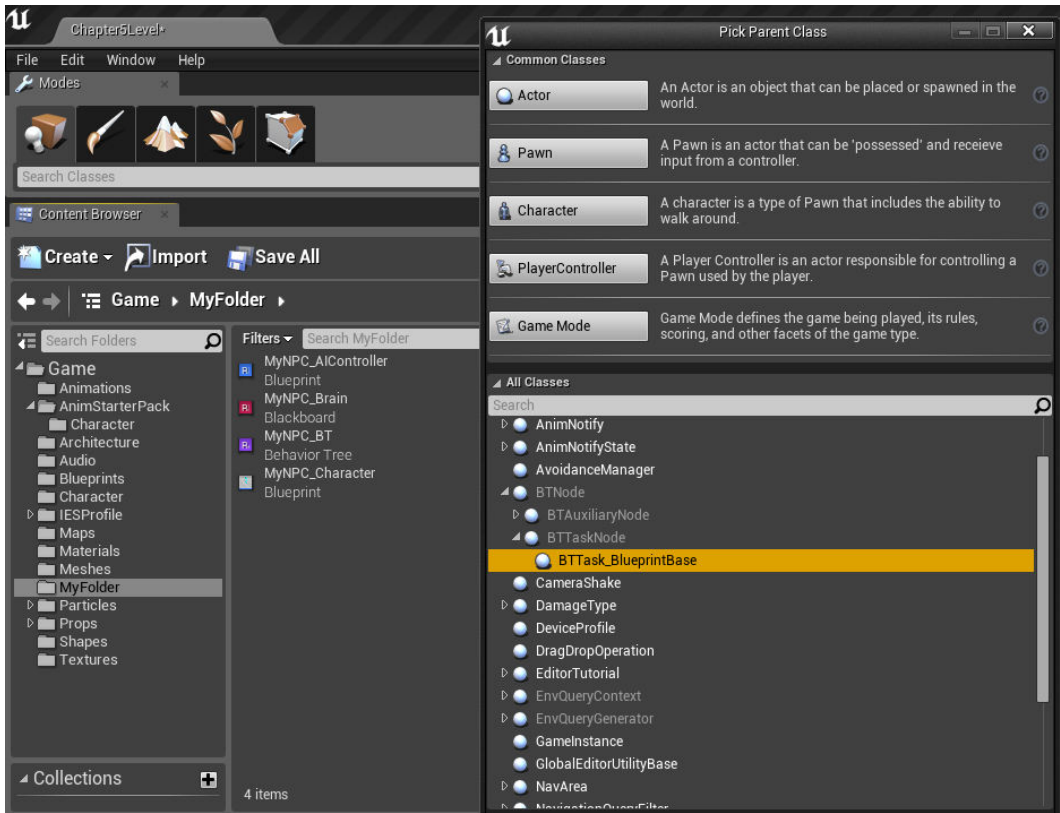 Chapter5Level*
File Edit Window Help
Modes
Search Classes
Content Browser
Create Import Save All
Game MyFolder
Search Folders
Game
Animations
AnimStarterPack
Character
Architecture
Audio
Blueprints
Character
IESProfile
Maps
Materials
Meshes
MyFolder
Particles
Props
Shapes
Textures
Collections
Filters Search MyFolder
MyNPC_AIController
Blueprint
MyNPC_Brain
Blackboard
MyNPC_BT
Behavior Tree
MyNPC_Character
Blueprint
4 items
Pick Parent Class
Common Classes
Actor
An Actor is an object that can be placed or spawned in the
world.
Pawn
A Pawn is an actor that can be 'possessed' and receieve
input from a controller.
Character
A character is a type of Pawn that includes the ability to
walk around.
PlayerController
A Player Controller is an actor responsible for controlling a
Pawn used by the player.
Game Mode
Game Mode defines the game being played, its rules,
scoring, and other facets of the game type.
All Classes
Search
AnimNotify
AnimNotifyState
AvoidanceManager
BTNode
BTAuxiliaryNode
BTTaskNode
BTTask_BlueprintBase
CameraShake
DamageType
DeviceProfile
DragDropOperation
EditorTutorial
EnvQueryContext
EnvQueryGenerator
GameInstance
GlobalEditorUtilityBase
NavArea
NavigationQueryFilter